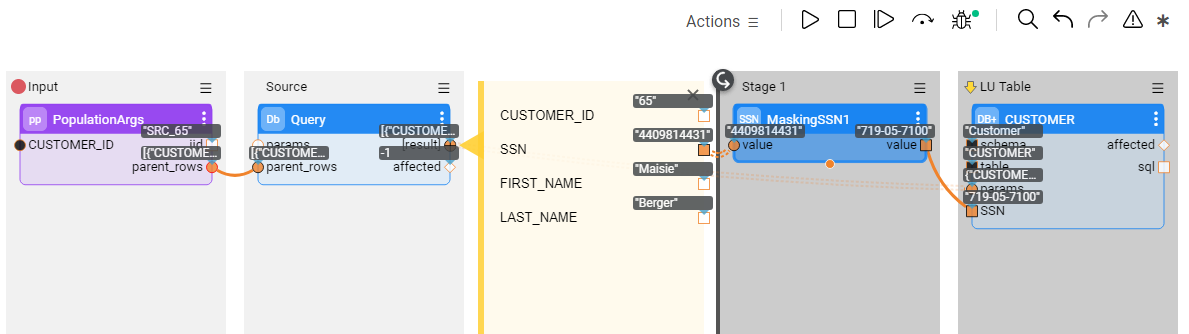 Actions
Input
Source
Stage 1
LU Table
pp PopulationArgs
Db Query
SSN MaskingSSN1
DB+ CUSTOMER
"SRC_65"
CUSTOMER_ID iid
[{"CUSTOME...
parent_rows
params
[{"CUSTOME...
[result]
[{"CUSTOME...
-1
parent_rows affected
CUSTOMER_ID "65"
SSN "4409814431"
FIRST_NAME "Maisie"
LAST_NAME "Berger"
"4409814431" "719-05-7100"
value value
"Customer"
schema affected
"CUSTOMER"
table sql
{"CUSTOME...
params
"719-05-7100"
SSN